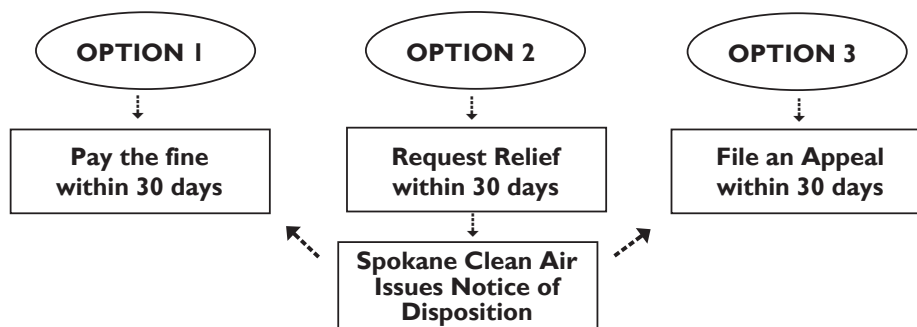 OPTION 1
OPTION 2
OPTION 3
Pay the fine
within 30 days
Request Relief
within 30 days
File an Appeal
within 30 days
Spokane Clean Air
Issues Notice of
Disposition